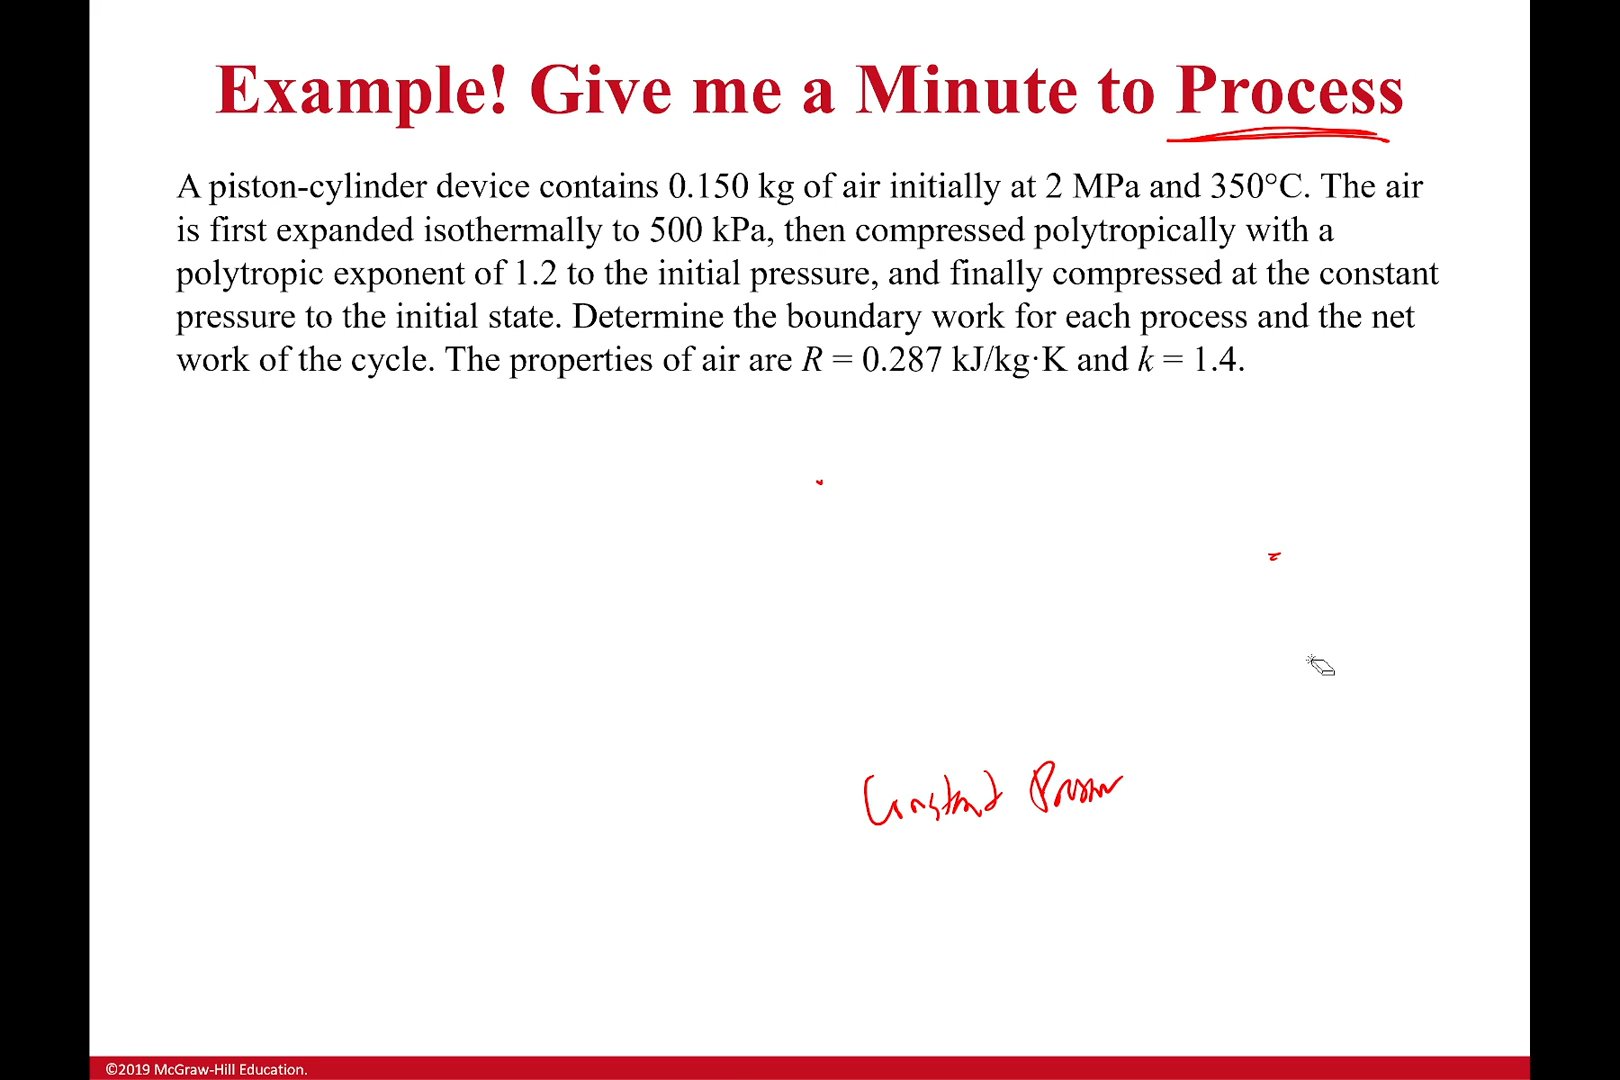 Example! Give me a Minute to Process
A piston-cylinder device contains 0.150 kg of air initially at 2 MPa and 350°C. The air
is first expanded isothermally to 500 kPa, then compressed polytropically with a
polytropic exponent of 1.2 to the initial pressure, and finally compressed at the constant
pressure to the initial state. Determine the boundary work for each process and the net
work of the cycle. The properties of air are R = 0.287 kJ/kg·K and k = 1.4.
Constant
©2019 McGraw-Hill Education.